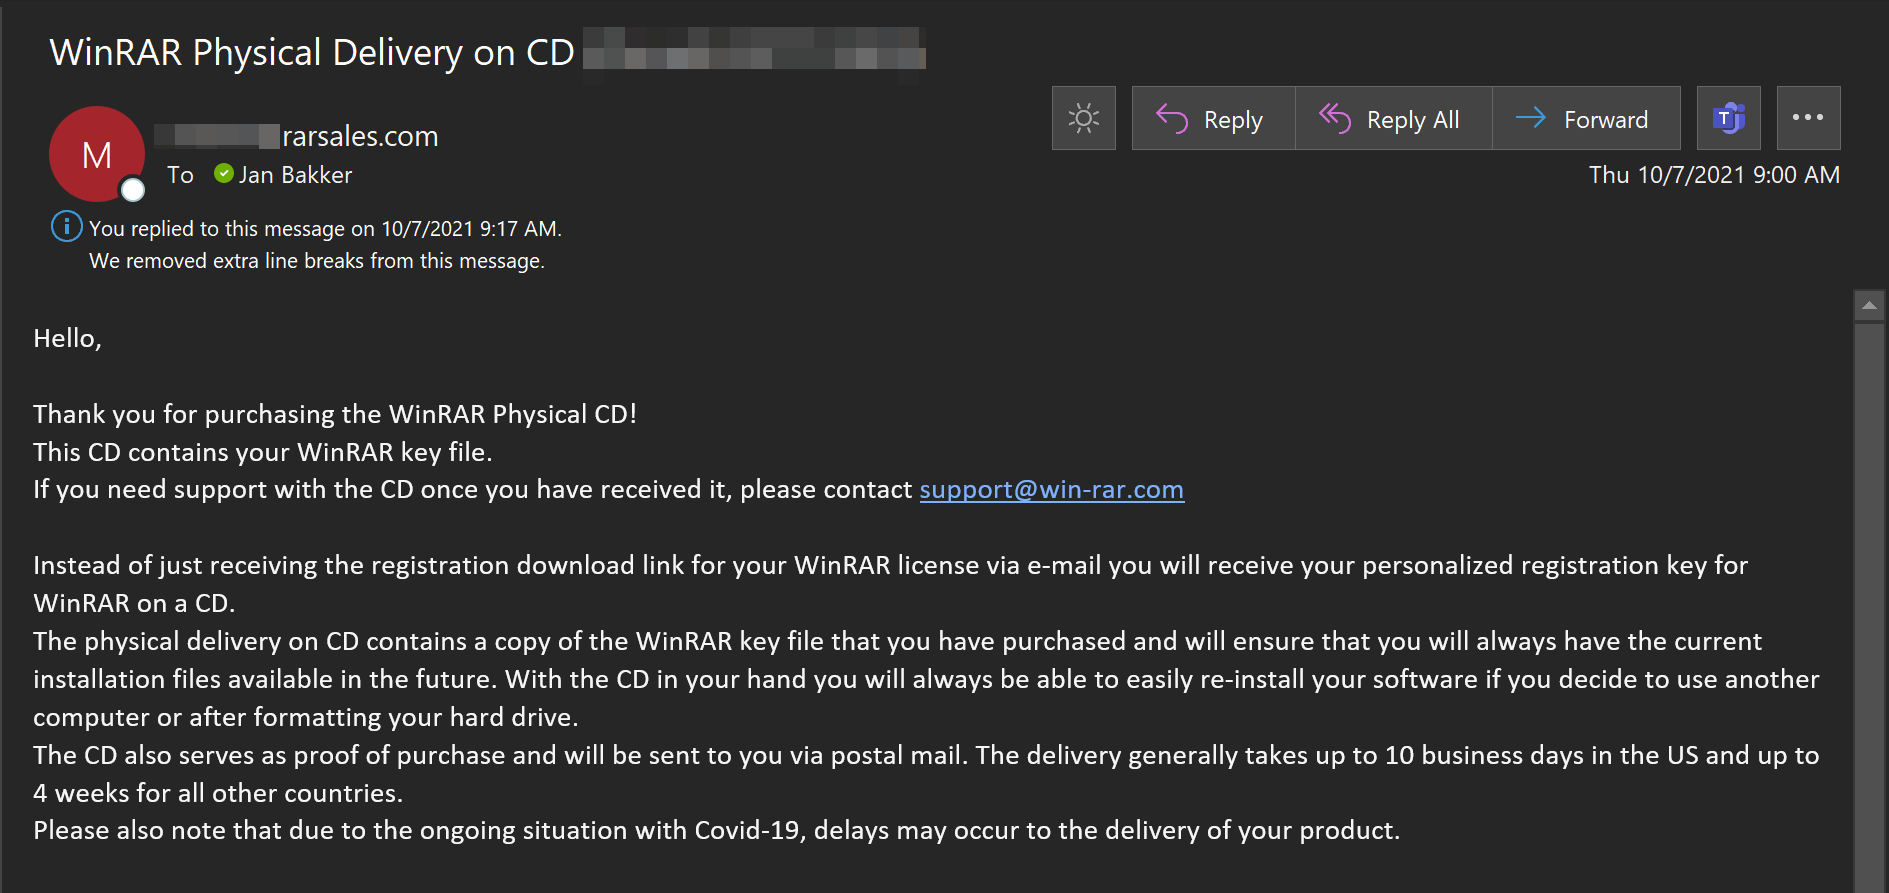 WinRAR Physical Delivery on CD
M
rarsales.com
To Jan Bakker
Reply
Reply All
Forward
T
Thu 10/7/2021 9:00 AM
You replied to this message on 10/7/2021 9:17 AM.
We removed extra line breaks from this message.
Hello,
Thank you for purchasing the WinRAR Physical CD!
This CD contains your WinRAR key file.
If you need support with the CD once you have received it, please contact support@win-rar.com
Instead of just receiving the registration download link for your WinRAR license via e-mail you will receive your personalized registration key for
WinRAR on a CD.
The physical delivery on CD contains a copy of the WinRAR key file that you have purchased and will ensure that you will always have the current
installation files available in the future. With the CD in your hand you will always be able to easily re-install your software if you decide to use another
computer or after formatting your hard drive.
The CD also serves as proof of purchase and will be sent to you via postal mail. The delivery generally takes up to 10 business days in the US and up to
4 weeks for all other countries.
Please also note that due to the ongoing situation with Covid-19, delays may occur to the delivery of your product.